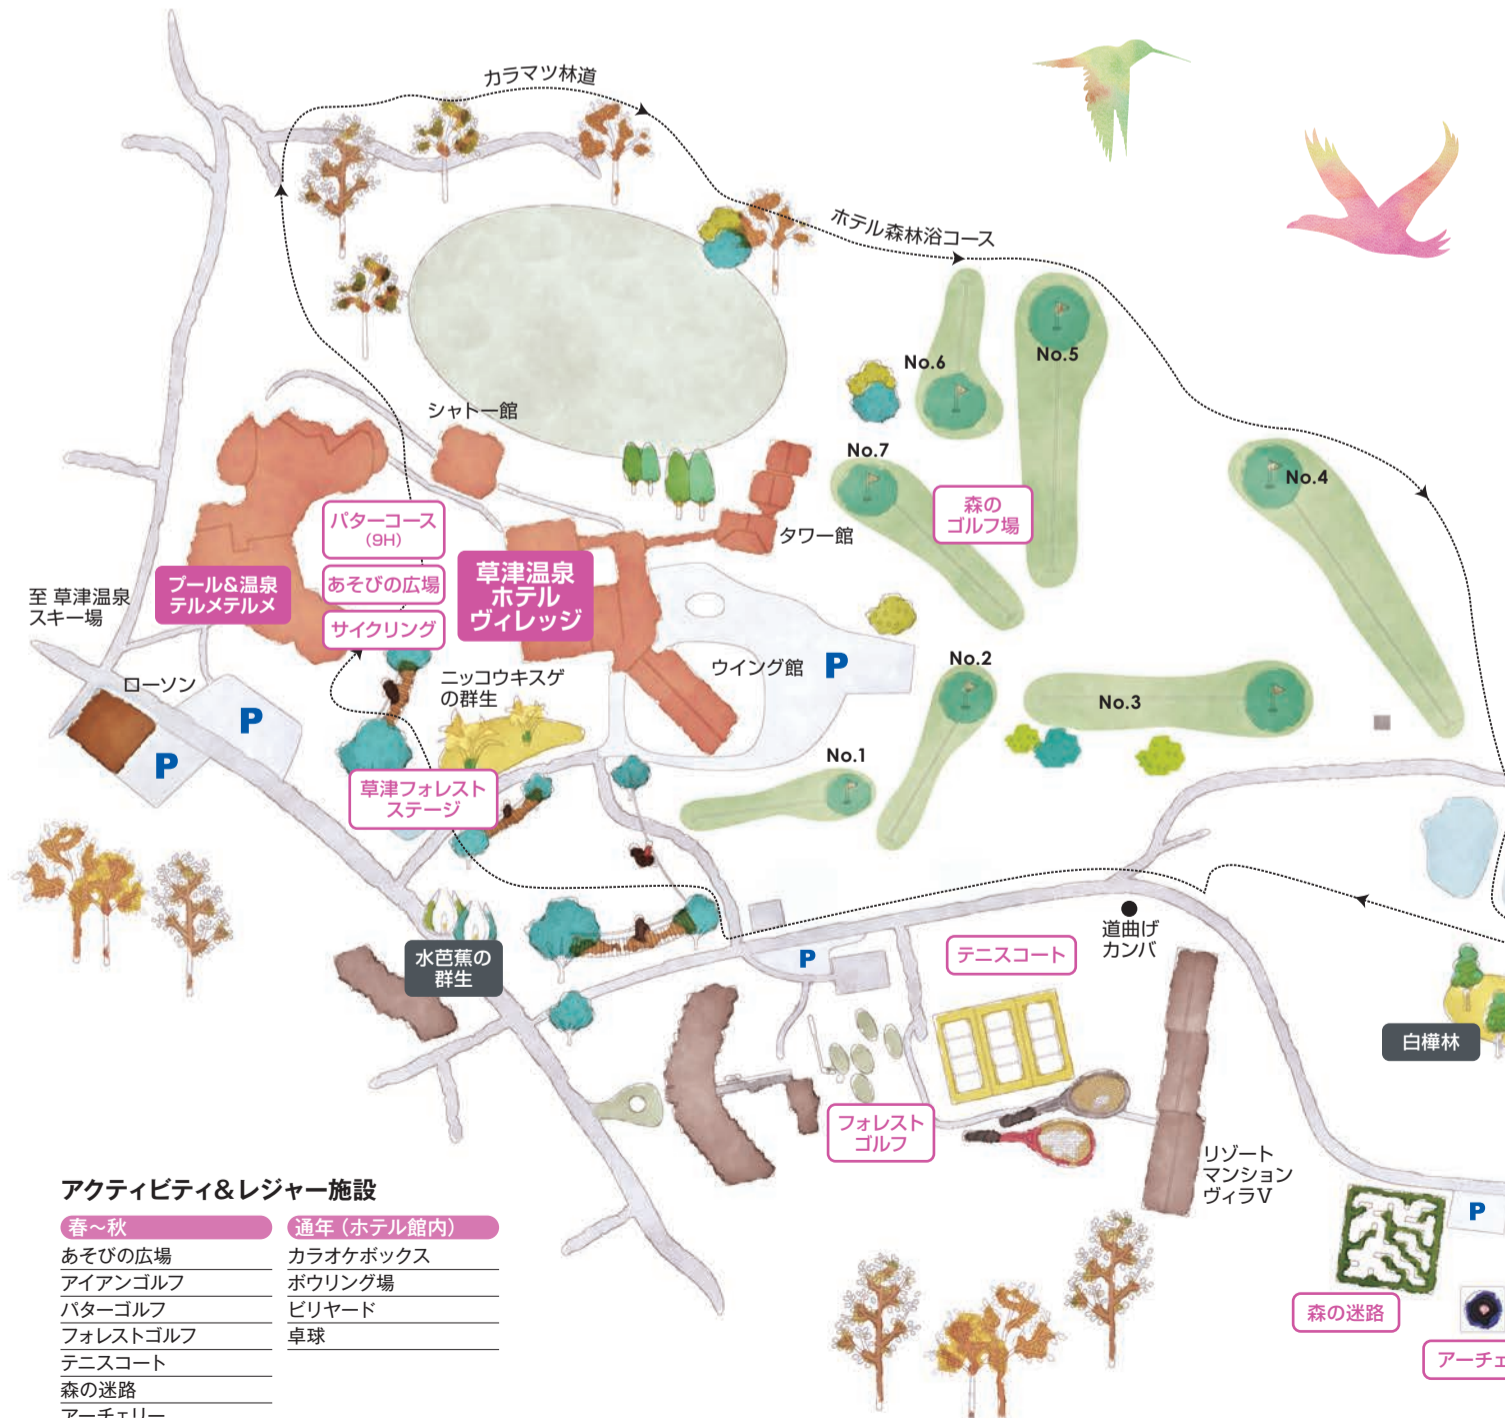 カラマツ林道
ホテル森林浴コース
No.6
No.5
シャトー館
No.7
No.4
森の
ゴルフ場
パターコース
(9H)
タワー館
草津温泉
ホテル
ヴィレッジ
プール&温泉
テルメテルメ
あそびの広場
至 草津温泉
スキー場
サイクリング
ウイング館
P
No.2
ニッコウキスゲ
の群生
ローソン
No.3
P
P
No.1
草津フォレスト
ステージ
道曲げ
カンバ
テニスコート
水芭蕉の
群生
P
白樺林
フォレスト
ゴルフ
リゾート
マンション
ヴィラV
P
森の迷路
アーチェ
アクティビティ&レジャー施設
春〜秋
あそびの広場
アイアンゴルフ
パターゴルフ
フォレストゴルフ
テニスコート
森の迷路
アーチェリー
通年（ホテル館内）
カラオケボックス
ボウリング場
ビリヤード
卓球